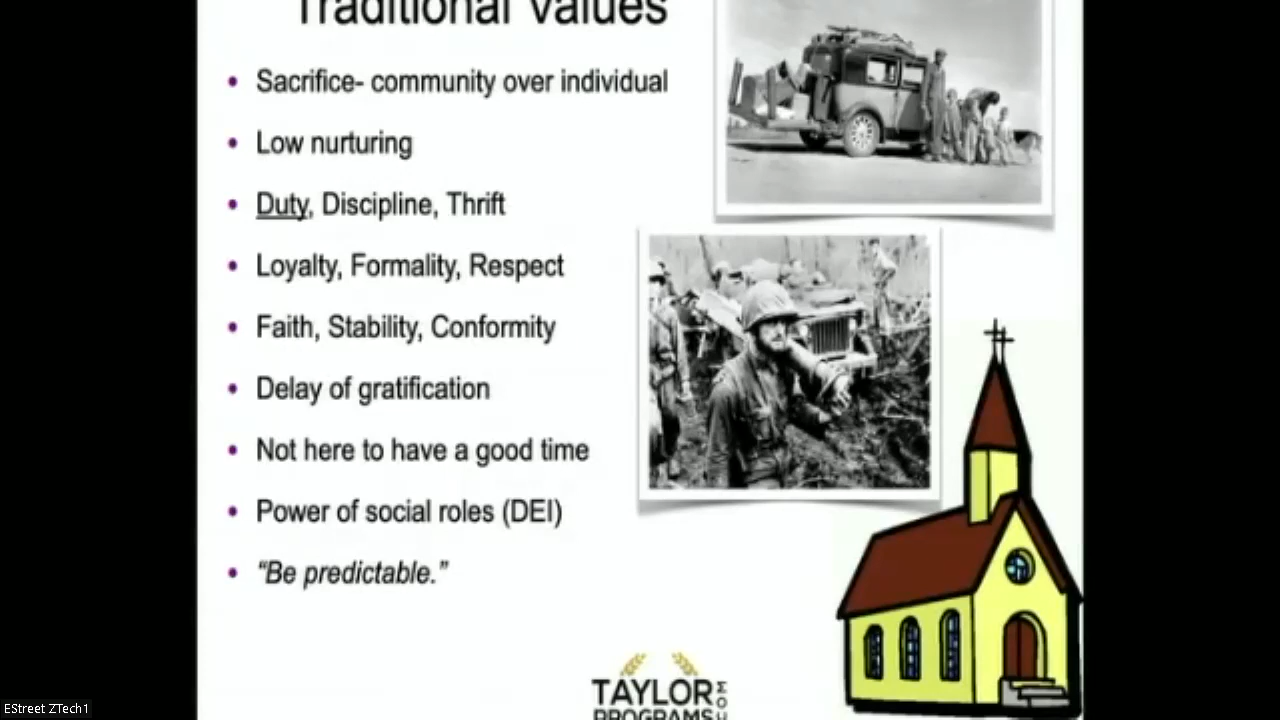 Traditional Values
• Sacrifice- community over individual
• Low nurturing
• Duty, Discipline, Thrift
• Loyalty, Formality, Respect
• Faith, Stability, Conformity
• Delay of gratification
• Not here to have a good time
• Power of social roles (DEI)
• “Be predictable.”
TAYLOR
PROGRAMS
EStreet ZTech1